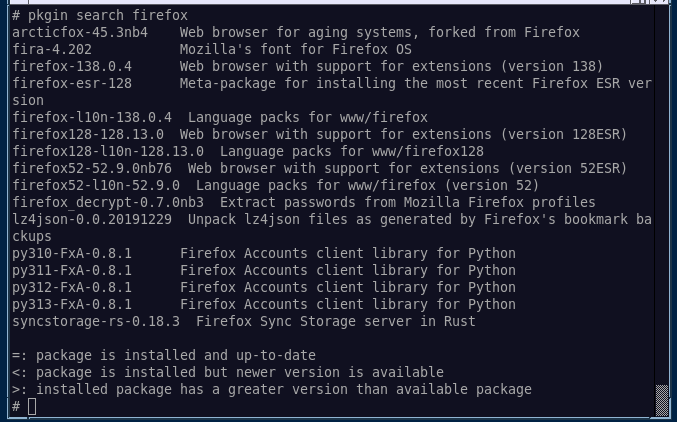 # pkgin search firefox
arcticfox-45.3nb4    Web browser for aging systems, forked from Firefox
fira-4.202           Mozilla's font for Firefox OS
firefox-138.0.4      Web browser with support for extensions (version 138)
firefox-esr-128      Meta-package for installing the most recent Firefox ESR ver
sion
firefox-l10n-138.0.4  Language packs for www/firefox
firefox128-128.13.0  Web browser with support for extensions (version 128ESR)
firefox128-l10n-128.13.0  Language packs for www/firefox128
firefox52-52.9.0nb76  Web browser with support for extensions (version 52ESR)
firefox52-l10n-52.9.0  Language packs for www/firefox (version 52)
firefox_decrypt-0.7.0nb3  Extract passwords from Mozilla Firefox profiles
lz4json-0.0.20191229  Unpack lz4json files as generated by Firefox's bookmark ba
ckups
py310-FxA-0.8.1      Firefox Accounts client library for Python
py311-FxA-0.8.1      Firefox Accounts client library for Python
py312-FxA-0.8.1      Firefox Accounts client library for Python
py313-FxA-0.8.1      Firefox Accounts client library for Python
syncstorage-rs-0.18.3  Firefox Sync Storage server in Rust

=: package is installed and up-to-date
<: package is installed but newer version is available
>: installed package has a greater version than available package
#